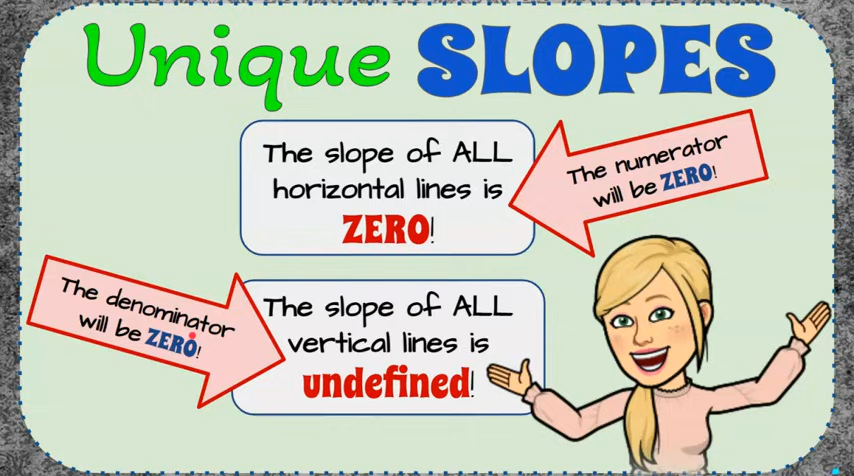 Unique SLOPES
The slope of ALL
horizontal lines is
ZERO!
The numerator
will be ZERO!
The denominator
will be ZERO!
The slope of ALL
vertical lines is
undefined!